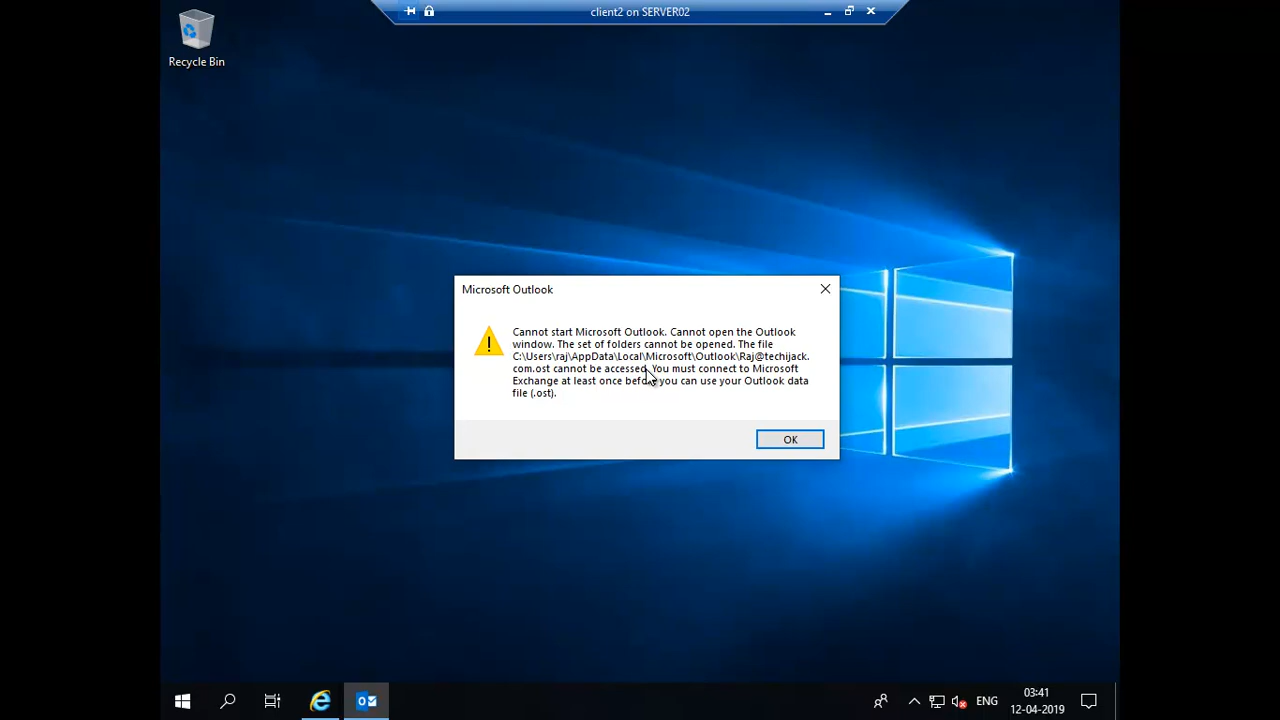 client2 on SERVER02
Recycle Bin
Microsoft Outlook
Cannot start Microsoft Outlook. Cannot open the Outlook
window. The set of folders cannot be opened. The file
C:\Users\raj\AppData\Local\Microsoft\Outlook\Raj@techijack.
com.ost cannot be accessed. You must connect to Microsoft
Exchange at least once before you can use your Outlook data
file (.ost).
OK
ENG
03:41
12-04-2019